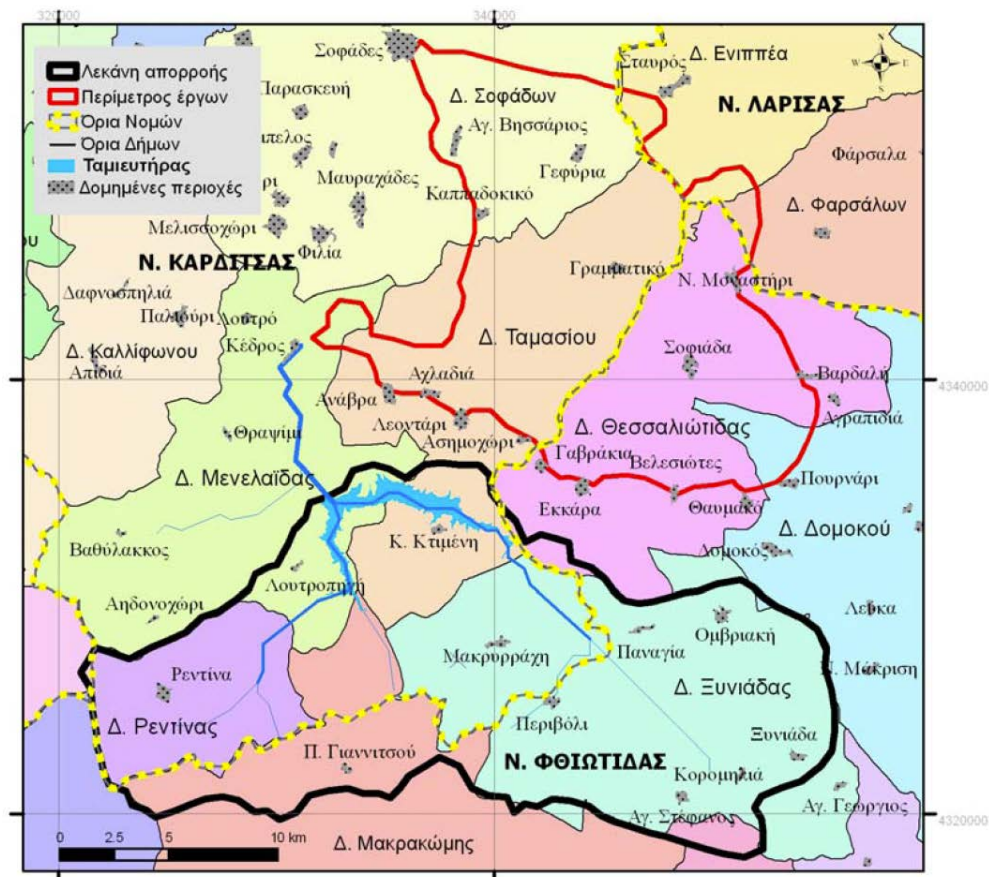 320000
340000
Σοφάδες
Σταυρός
Δ. Ενιππέα
Λεκάνη απορροής
Περίμετρος έργων
Όρια Νομών
Όρια Δήμων
Ταμιευτήρας
Δομημένες περιοχές
Παρασκευή
Δ. Σοφάδων
Ν. ΛΑΡΙΣΑΣ
Αγ. Βησσάριος
Γεφύρια
Φάρσαλα
Μαυραχάδες
Καππαδοκικό
Δ. Φαρσάλων
Μελισσοχώρι
Φιλία
Ν. ΚΑΡΔΙΤΣΑΣ
Γραμματικό
Ν. Μοναστήρι
Δαφνοσπηλιά
Παλιούρι
Λουτρό
Δ. Ταμασίου
Κέδρος
Δ. Καλλίφωνου
Απιδιά
Σοφιάδα
Βαρδαλή
4340000
Ανάβρα
Αχλαδιά
Λεοντάρι
Αγραπιδιά
Θραψίμι
Ασημοχώρι
Δ. Θεσσαλιώτιδας
Γαβράκια
Βελεσιώτες
Δ. Μενελαΐδας
Πουρνάρι
Εκκάρα
Θαυμακό
Δ. Δομοκού
Βαθύλακκος
Κ. Κτιμένη
Δομοκός
Λουτροπηγή
Αηδονοχώρι
Λεύκα
Ομβριακή
Μακρυρράχη
Παναγία
Ρεντίνα
Ν. Μάκριση
Δ. Ξυνιάδας
Δ. Ρεντίνας
Περιβόλι
Ξυνιάδα
Π. Γιαννιτσού
Ν. ΦΘΙΩΤΙΔΑΣ
Κορομηλιά
Αγ. Στέφανος
Αγ. Γεωργιος
4320000
0 2.5 5 10 km
Δ. Μακρακώμης